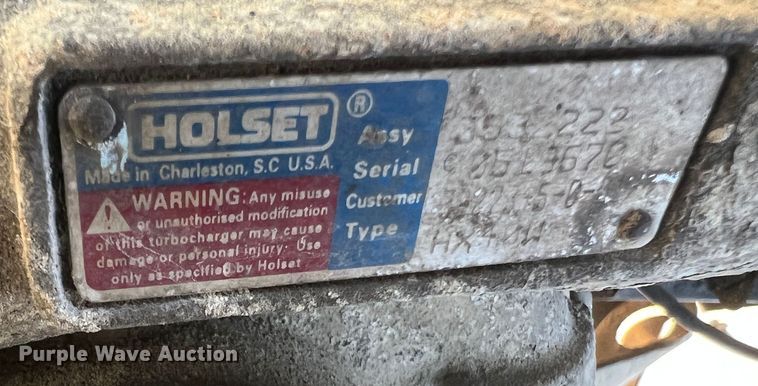 HOLSET ®
Made in Charleston, S.C U.S.A.
WARNING: Any misuse
or unauthorised modification
of this turbocharger may cause
damage or personal injury. Use
only as specified by Holset
Assy
Serial
Customer
Type
Purple Wave Auction